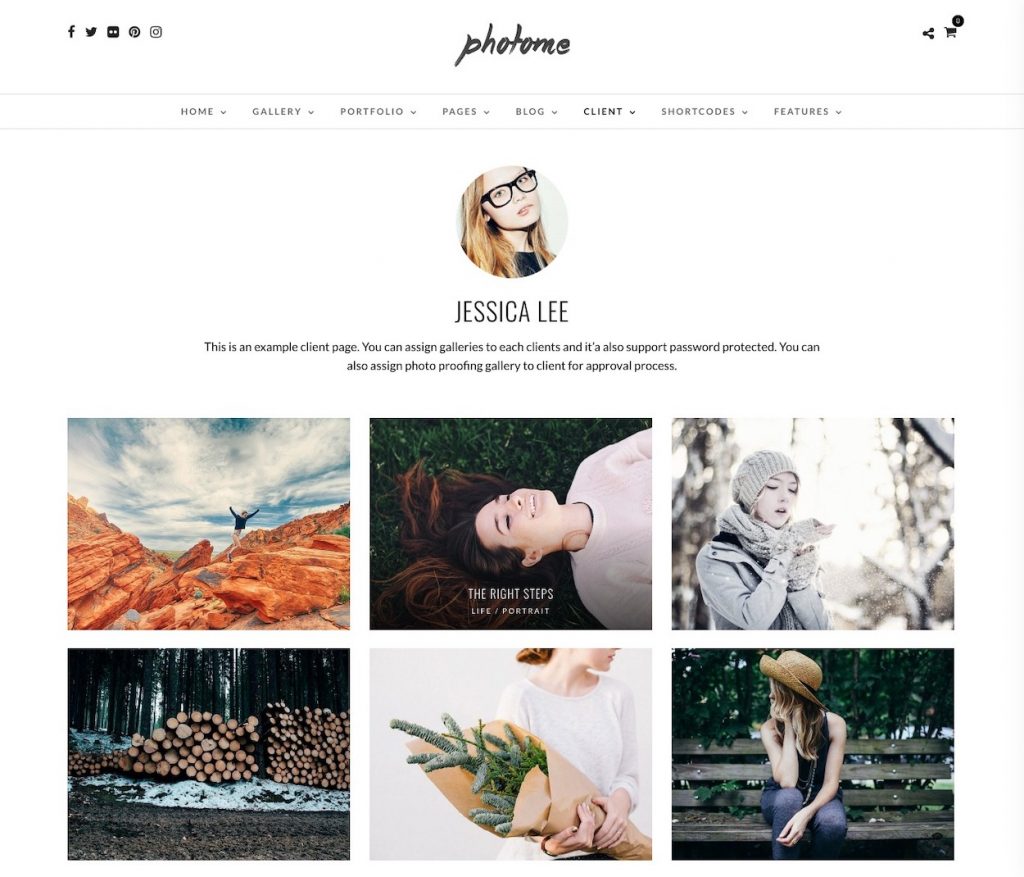 photome
0
HOME GALLERY PORTFOLIO PAGES BLOG CLIENT SHORTCODES FEATURES
JESSICA LEE
This is an example client page. You can assign galleries to each clients and it'a also support password protected. You can
also assign photo proofing gallery to client for approval process.
THE RIGHT STEPS
LIFE / PORTRAIT